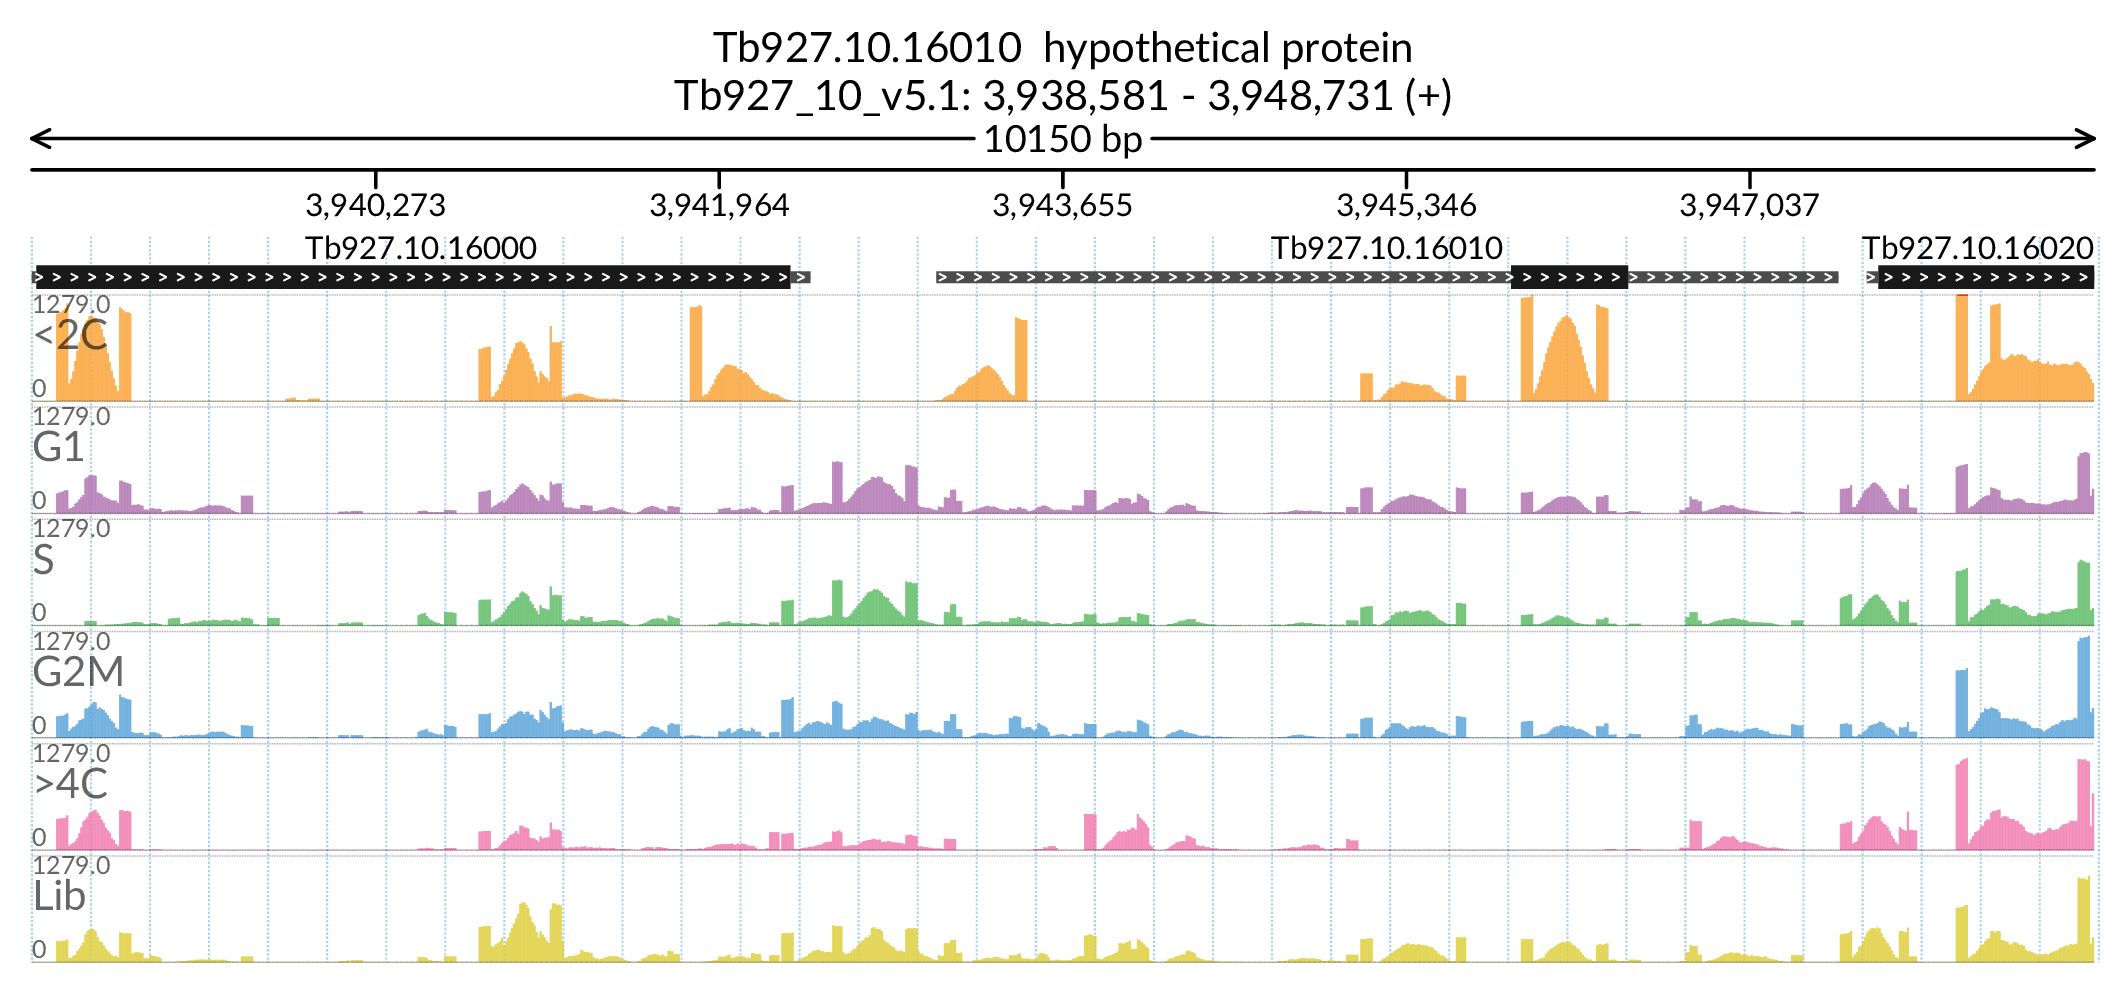 Tb927.10.16010  hypothetical protein
Tb927_10_v5.1: 3,938,581 - 3,948,731 (+)
10150 bp
3,940,273 3,941,964 3,943,655 3,945,346 3,947,037
Tb927.10.16000 Tb927.10.16010 Tb927.10.16020
1279.0
<2C
0
1279.0
G1
0
1279.0
S
0
1279.0
G2M
0
1279.0
>4C
0
1279.0
Lib
0